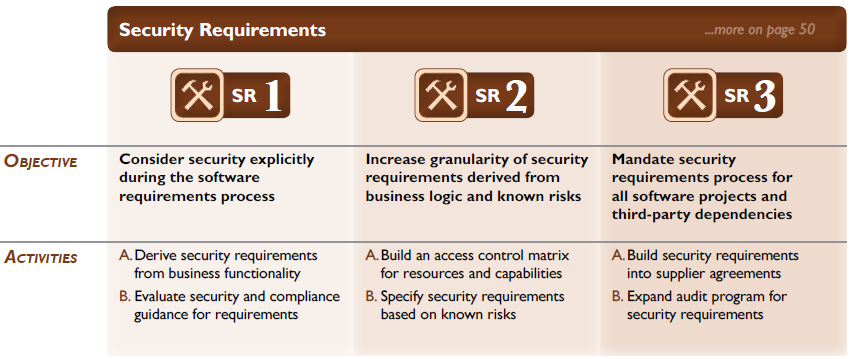 Security Requirements ...more on page 50
SR 1 SR 2 SR 3
OBJECTIVE
Consider security explicitly
during the software
requirements process
Increase granularity of security
requirements derived from
business logic and known risks
Mandate security
requirements process for
all software projects and
third-party dependencies
ACTIVITIES
A. Derive security requirements
from business functionality
B. Evaluate security and compliance
guidance for requirements
A. Build an access control matrix
for resources and capabilities
B. Specify security requirements
based on known risks
A. Build security requirements
into supplier agreements
B. Expand audit program for
security requirements